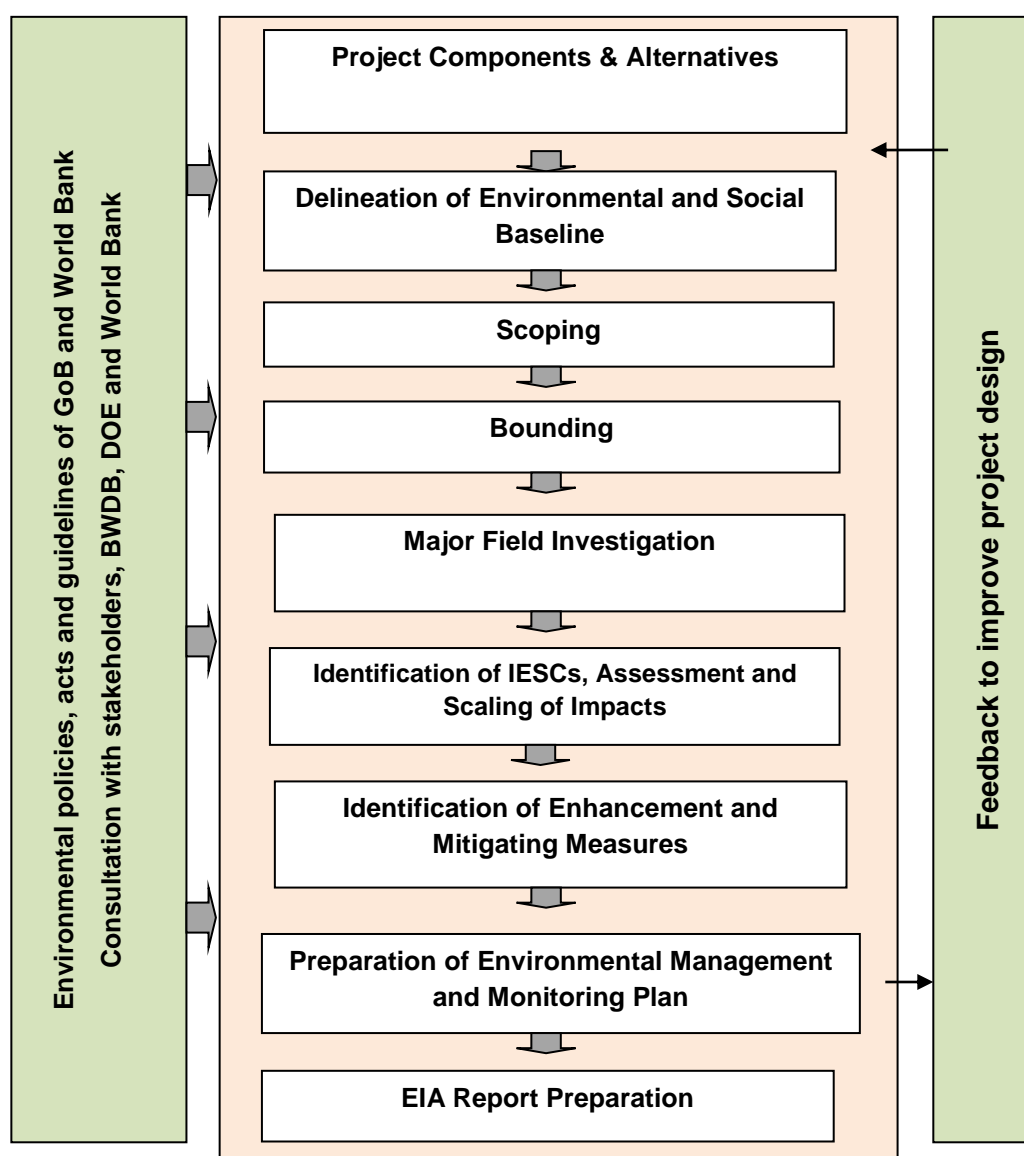 Environmental policies, acts and guidelines of GoB and World Bank
Consultation with stakeholders, BWDB, DOE and World Bank
Project Components & Alternatives
Delineation of Environmental and Social
Baseline
Scoping
Bounding
Major Field Investigation
Identification of IESCs, Assessment and
Scaling of Impacts
Identification of Enhancement and
Mitigating Measures
Preparation of Environmental Management
and Monitoring Plan
EIA Report Preparation
Feedback to improve project design